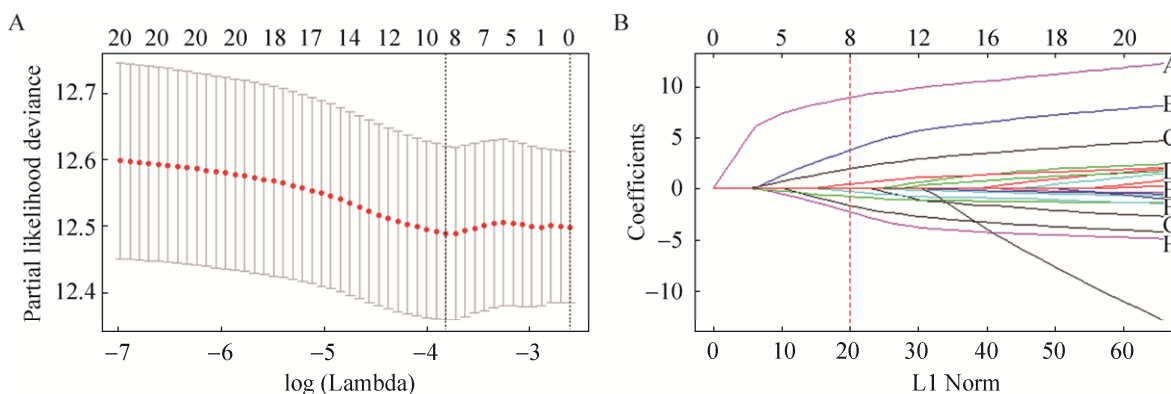 A
20 20 20 20 18 17 14 12 10 8 7 5 1 0
Partial likelihood deviance
12.7
12.6
12.5
12.4
−7 −6 −5 −4 −3
log (Lambda)
B
0 5 8 12 16 18 20
Coefficients
10
5
0
−5
−10
A
0 10 20 30 40 50 60
L1 Norm